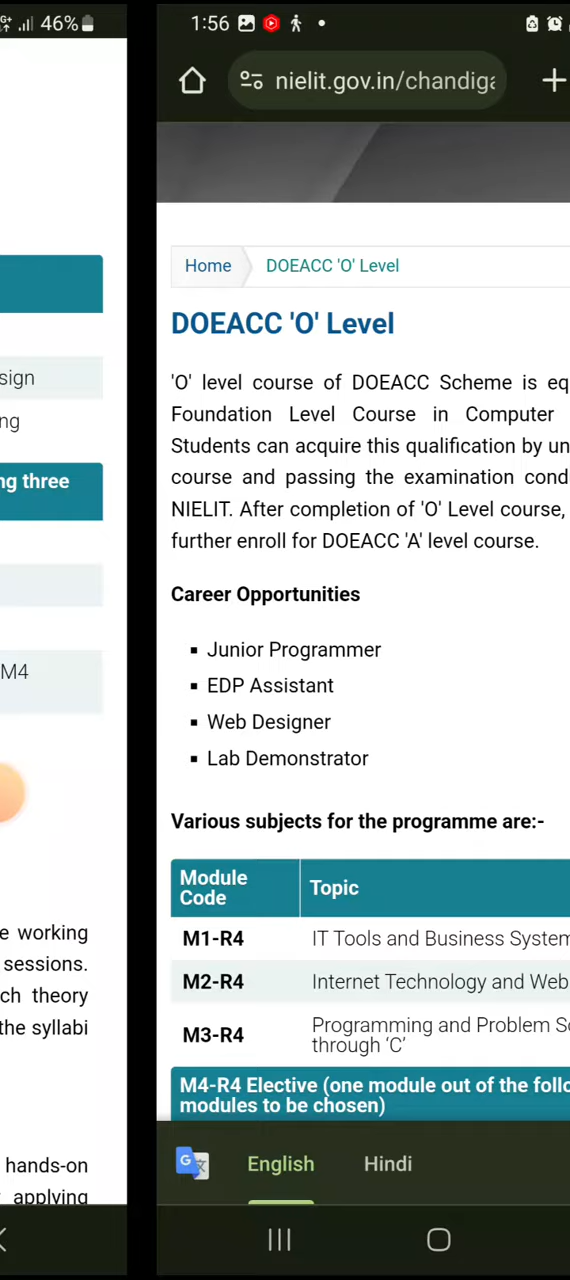 46%
sign
ng
ng three
M4
e working
sessions.
ch theory
the syllabi
hands-on
applying
1:56
nielit.gov.in/chandiga
Home DOEACC 'O' Level
DOEACC 'O' Level
'O' level course of DOEACC Scheme is eq
Foundation Level Course in Computer
Students can acquire this qualification by un
course and passing the examination cond
NIELIT. After completion of 'O' Level course,
further enroll for DOEACC 'A' level course.
Career Opportunities
Junior Programmer
EDP Assistant
Web Designer
Lab Demonstrator
Various subjects for the programme are:-
Module Code Topic
M1-R4 IT Tools and Business System
M2-R4 Internet Technology and Web
M3-R4 Programming and Problem So
through ‘C’
M4-R4 Elective (one module out of the follo
modules to be chosen)
English Hindi